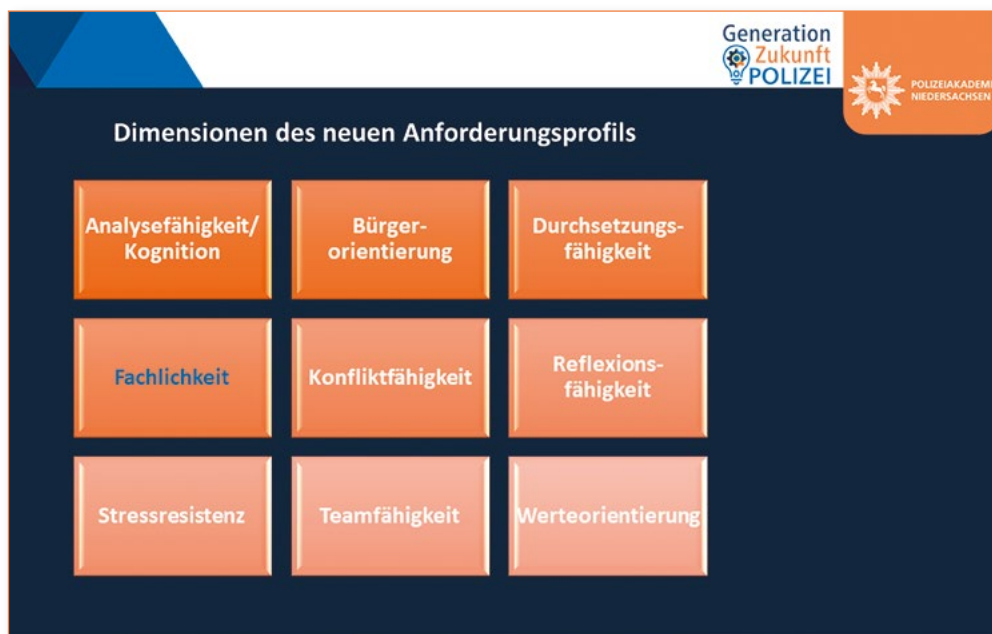 Generation
Zukunft
POLIZEI
POLIZEIAKADEMIE
NIEDERSACHSEN
Dimensionen des neuen Anforderungsprofils
Analysefähigkeit/
Kognition
Bürger-
orientierung
Durchsetzungs-
fähigkeit
Fachlichkeit
Konfliktfähigkeit
Reflexions-
fähigkeit
Stressresistenz
Teamfähigkeit
Werteorientierung